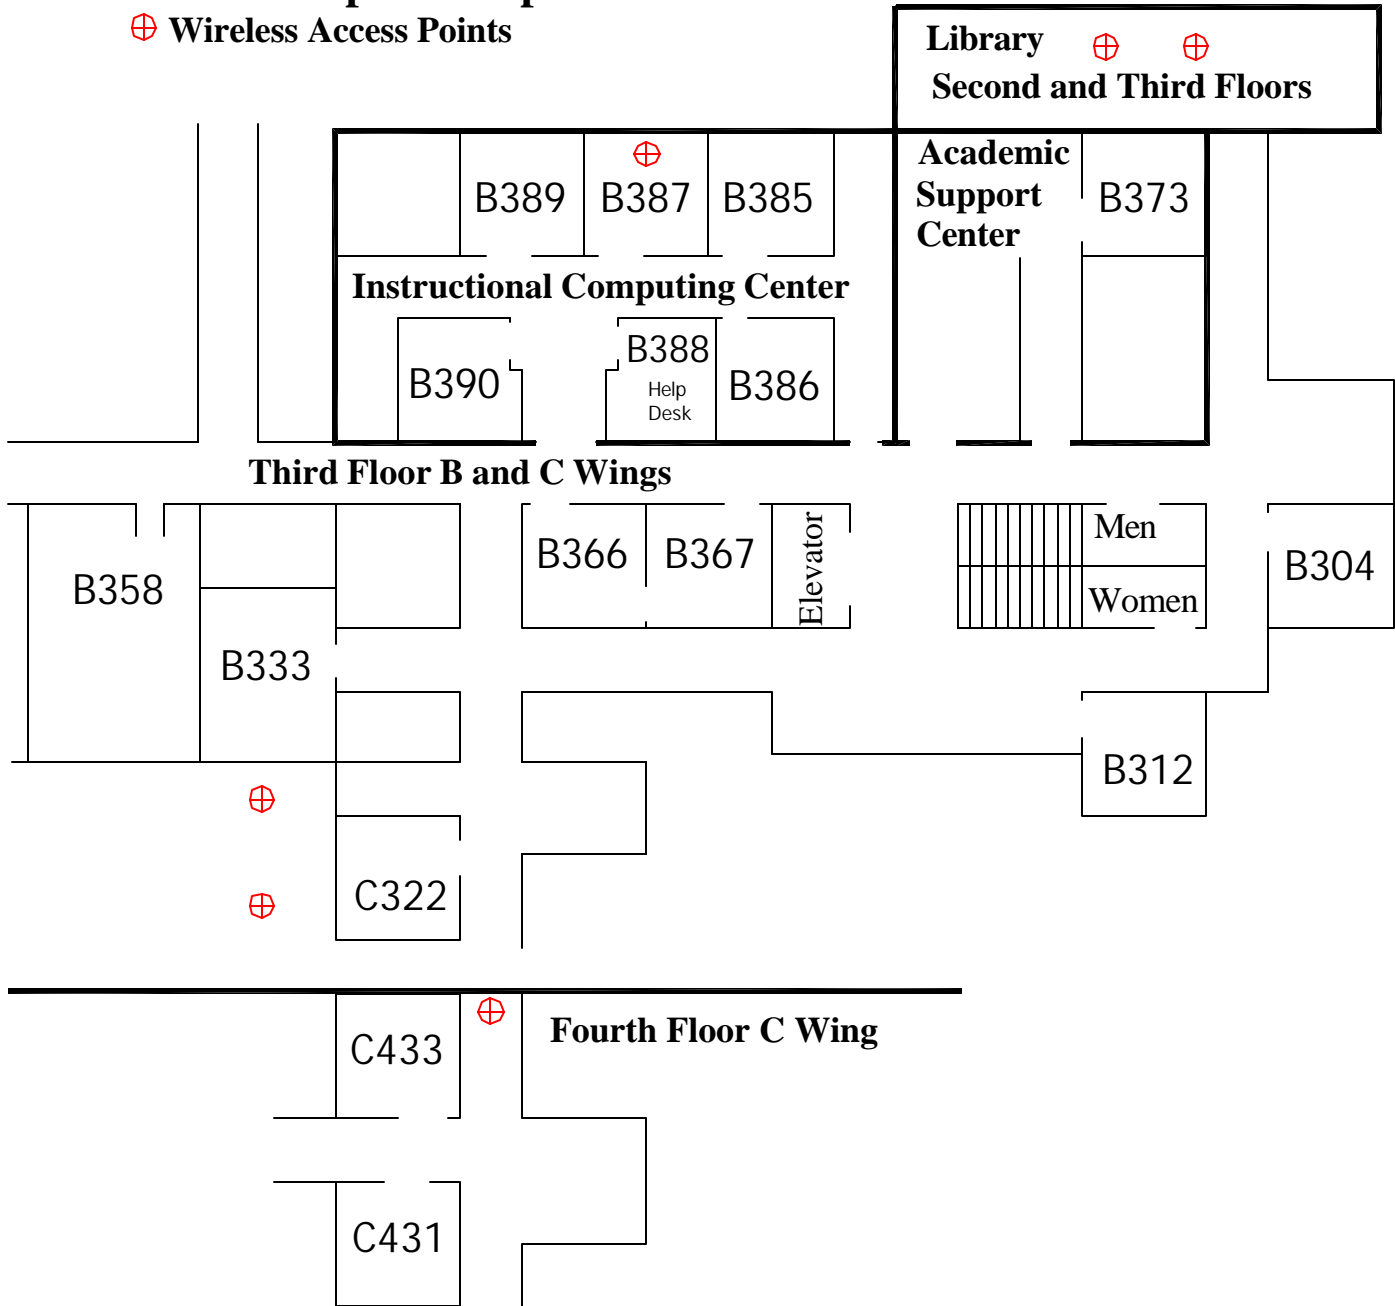 Wireless Access Points
Library
Second and Third Floors
Academic
Support
Center
B389
B387
B385
B373
Instructional Computing Center
B390
B388
Help
Desk
B386
Third Floor B and C Wings
B358
B333
B366
B367
Elevator
Men
Women
B304
B312
C322
Fourth Floor C Wing
C433
C431